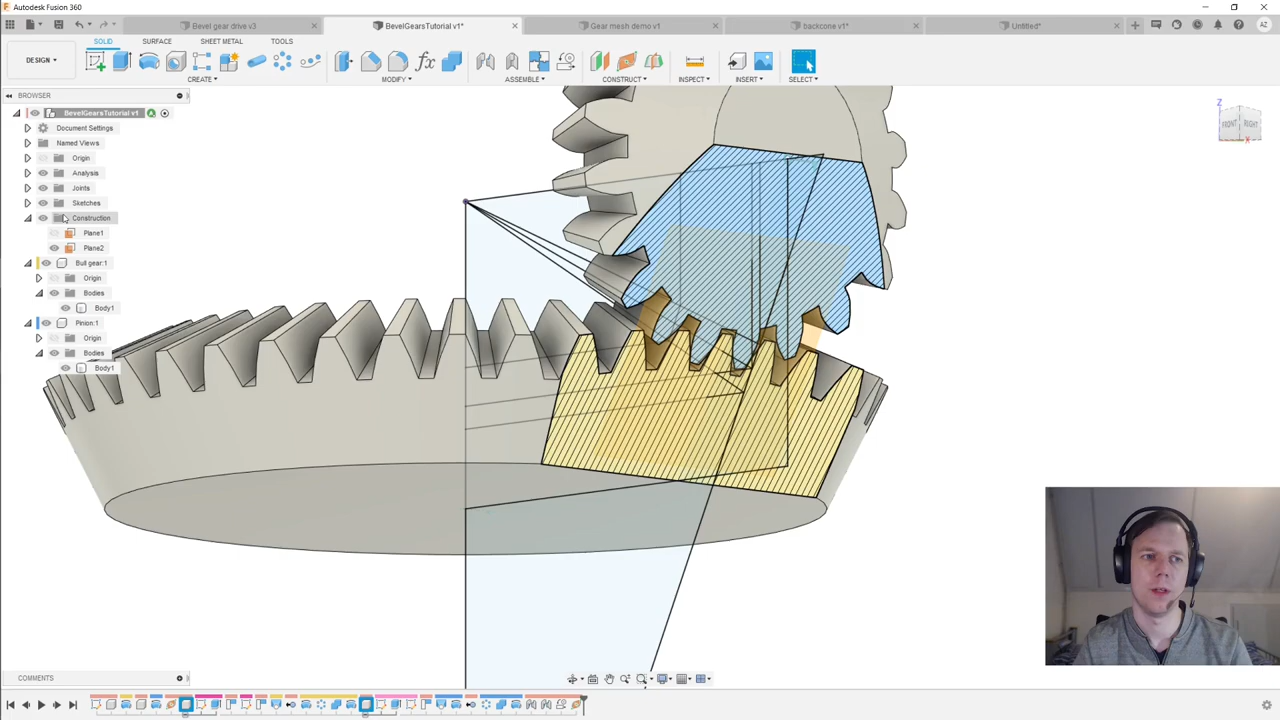 Autodesk Fusion 360
Bevel gear drive v3
BevelGearsTutorial v1*
Gear mesh demo v1
backcone v1*
Untitled*
SOLID
SURFACE
SHEET METAL
TOOLS
DESIGN
CREATE
MODIFY
ASSEMBLE
CONSTRUCT
INSPECT
INSERT
SELECT
BROWSER
BevelGearsTutorial v1
Document Settings
Named Views
Origin
Analysis
Joints
Sketches
Construction
Plane1
Plane2
Bull gear:1
Origin
Bodies
Body1
Pinion:1
Origin
Bodies
Body1
Z
FRONT
RIGHT
X
COMMENTS